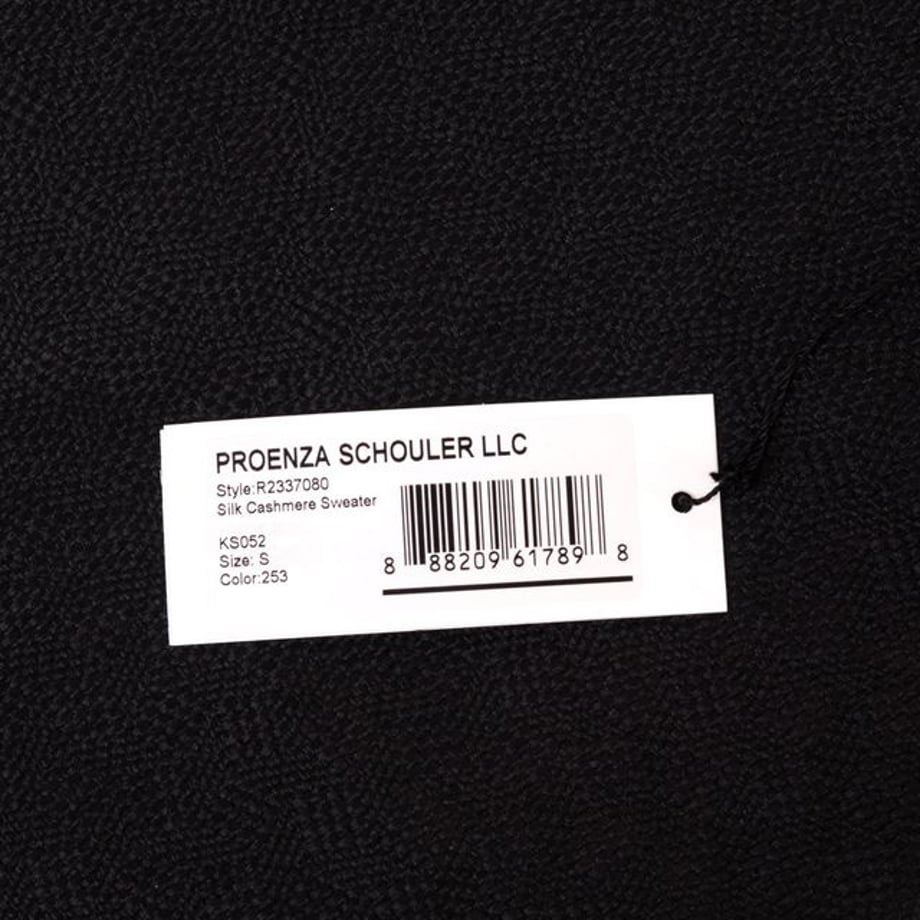 PROENZA SCHOULER LLC
Style:R2337080
Silk Cashmere Sweater
KS052
Size: S
Color:253
8 88209 61789 8